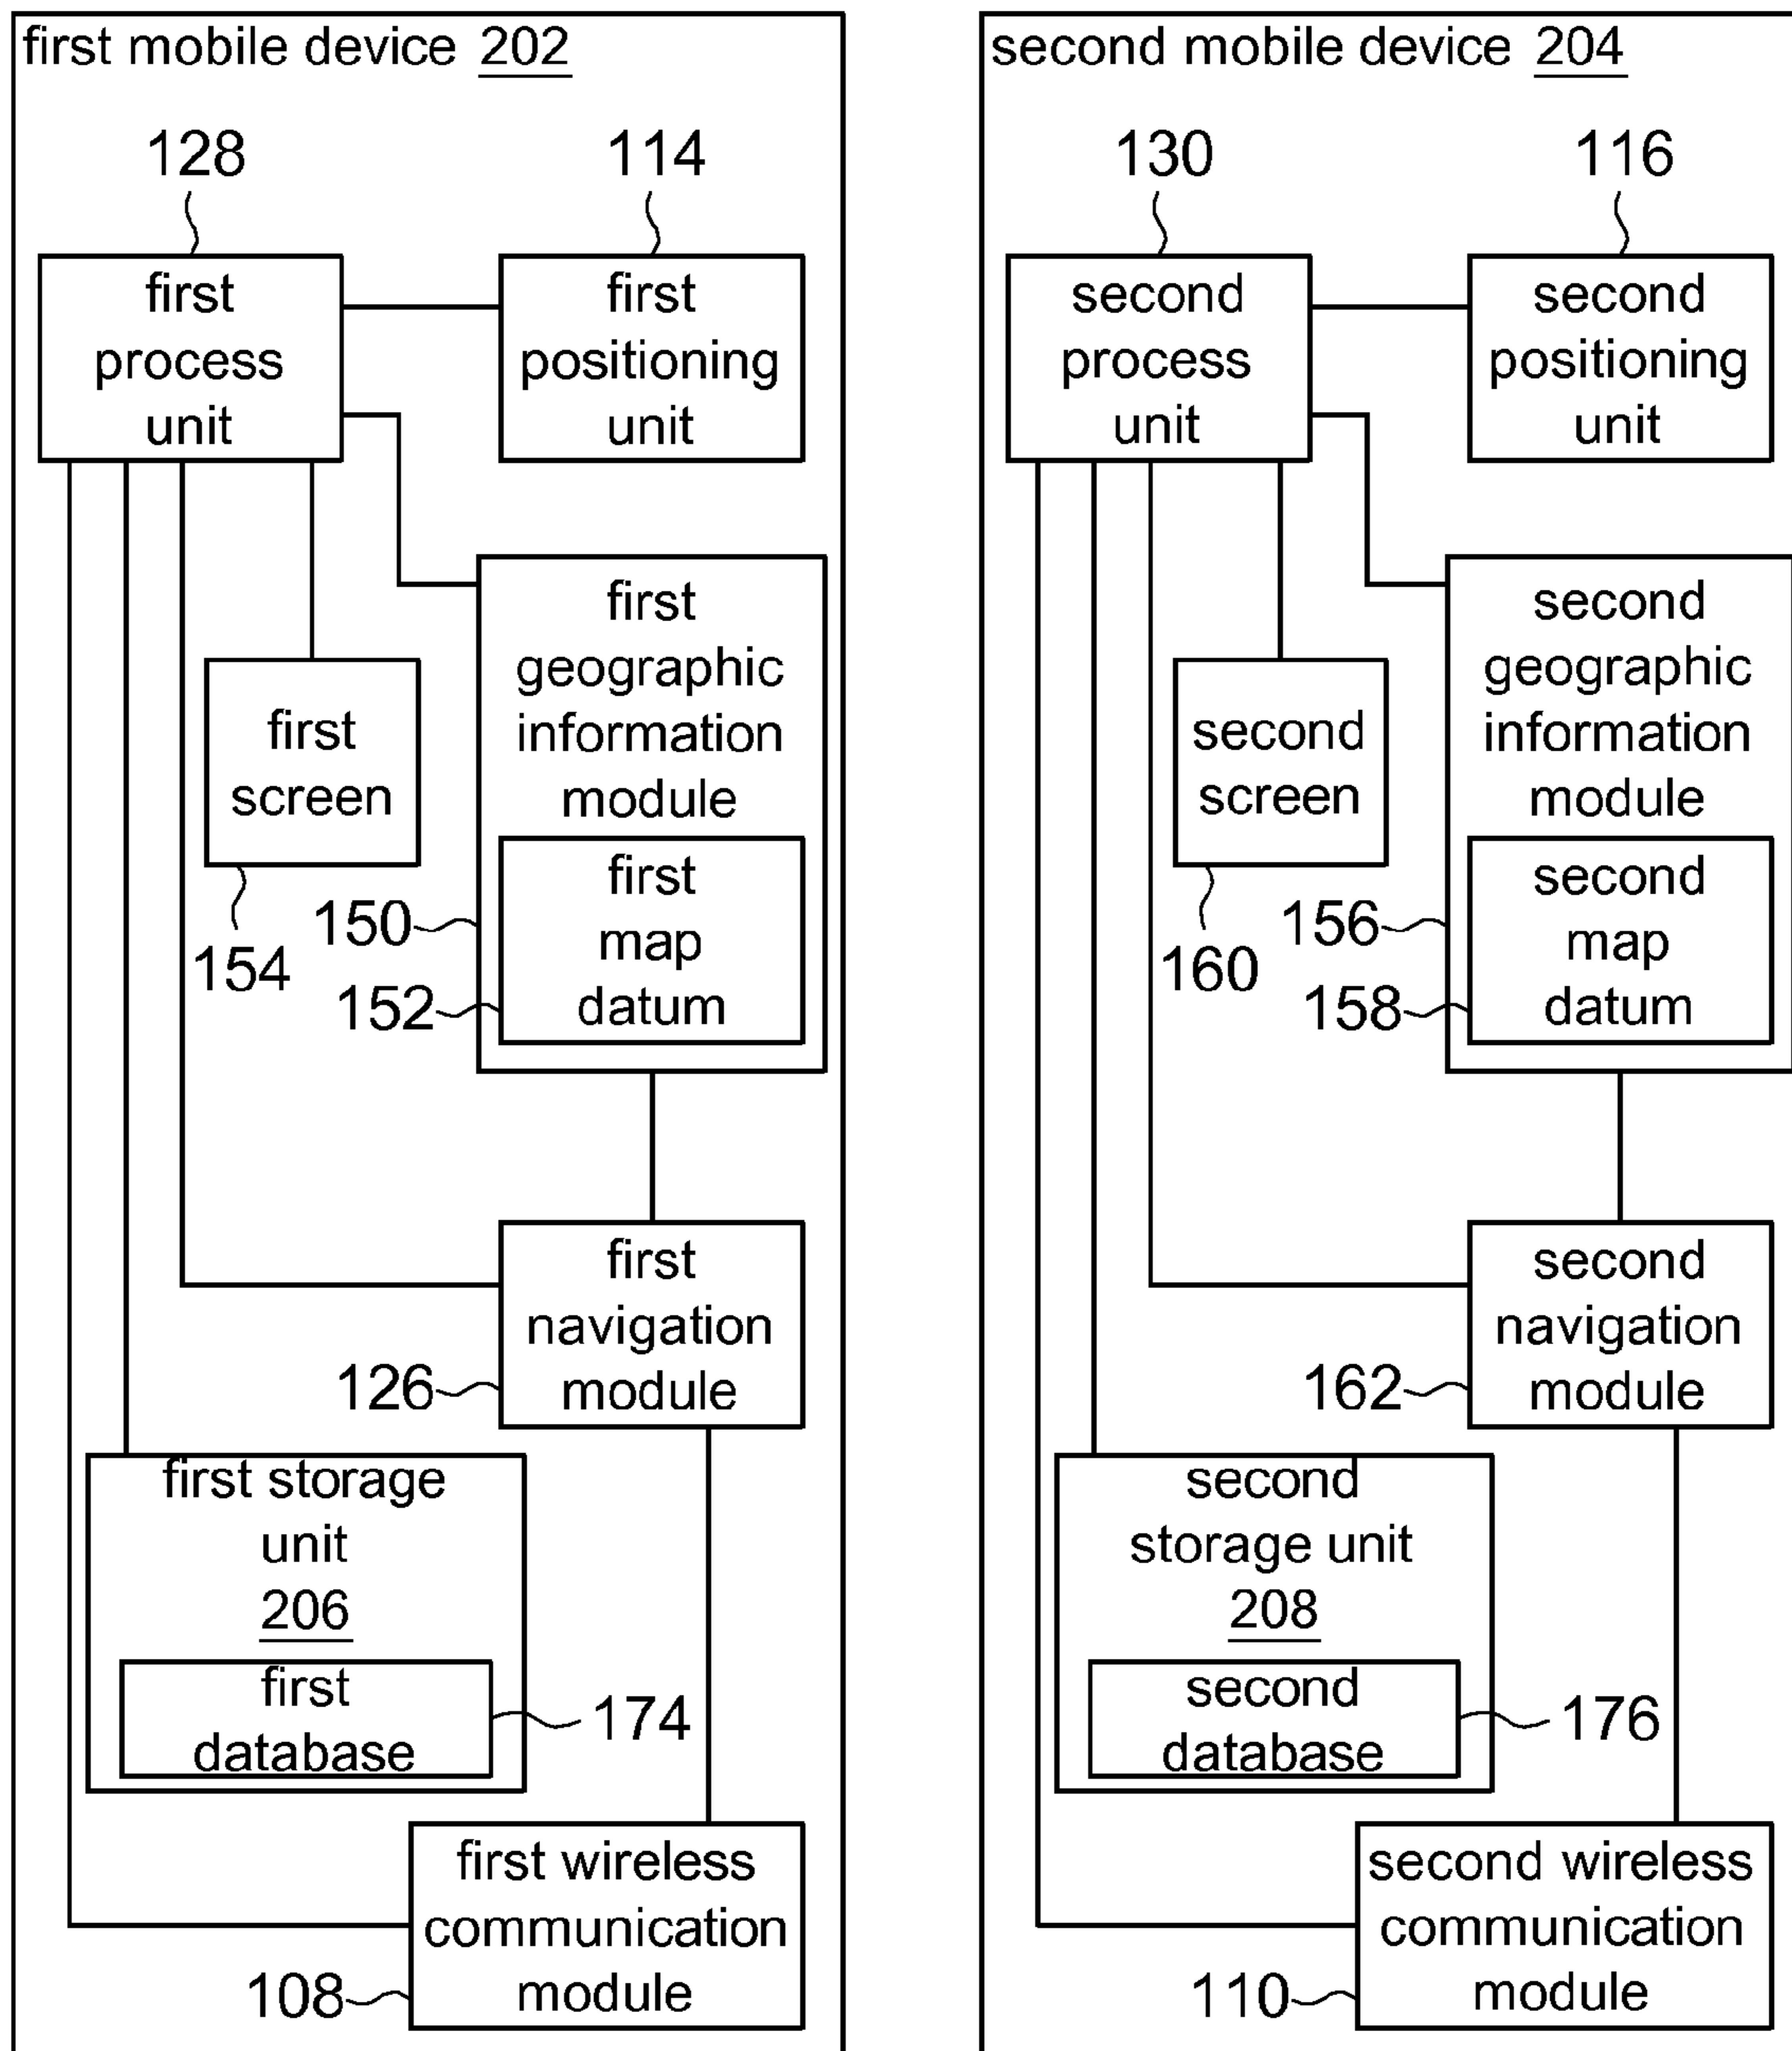 first mobile device 202
128
114
first
process
unit
first
positioning
unit
first
screen
154
first
geographic
information
module
150
first
map
datum
152
first
navigation
module
126
first storage
unit
206
first
database
174
first wireless
communication
module
108
second mobile device 204
130
116
second
process
unit
second
positioning
unit
second
screen
160
second
geographic
information
module
156
second
map
datum
158
second
navigation
module
162
second
storage unit
208
second
database
176
second wireless
communication
module
110